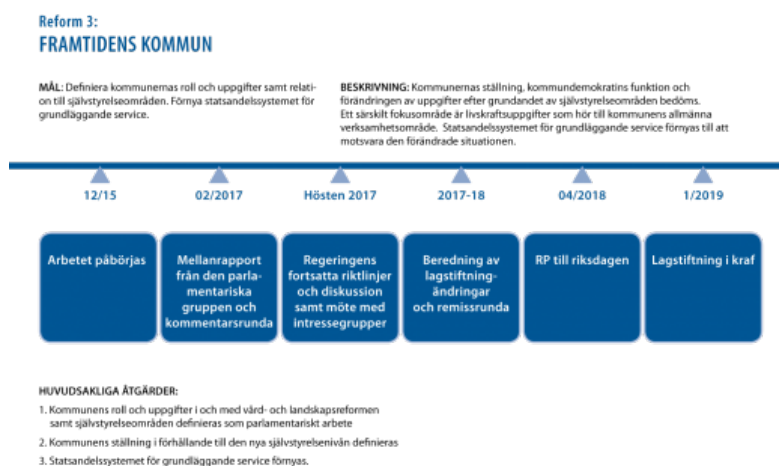 Reform 3:
FRAMTIDENS KOMMUN
MÅL: Definiera kommunernas roll och uppgifter samt relati-
on till självstyrelseområden. Förnya statsandelssystemet för
grundläggande service.
BESKRIVNING: Kommunernas ställning, kommundemokratins funktion och
förändringen av uppgifter efter grundandet av självstyrelseområden bedöms.
Ett särskilt fokusområde är livskraftsuppgifter som hör till kommunens allmänna
verksamhetsområde. Statsandelssystemet för grundläggande service förnyas till att
motsvara den förändrade situationen.
12/15
02/2017
Hösten 2017
2017-18
04/2018
1/2019
Arbetet påbörjas
Mellanrapport
från den parla-
mentariska
gruppen och
kommentarsrunda
Regeringens
fortsatta riktlinjer
och diskussion
samt möte med
intressegrupper
Beredning av
lagstiftning-
ändringar
och remissrunda
RP till riksdagen
Lagstiftning i kraf
HUVUDSAKLIGA ÅTGÄRDER:
1. Kommunens roll och uppgifter i och med vård- och landskapsreformen
samt självstyrelseområden definieras som parlamentariskt arbete
2. Kommunens ställning i förhållande till den nya självstyrelsenivån definieras
3. Statsandelssystemet för grundläggande service förnyas.